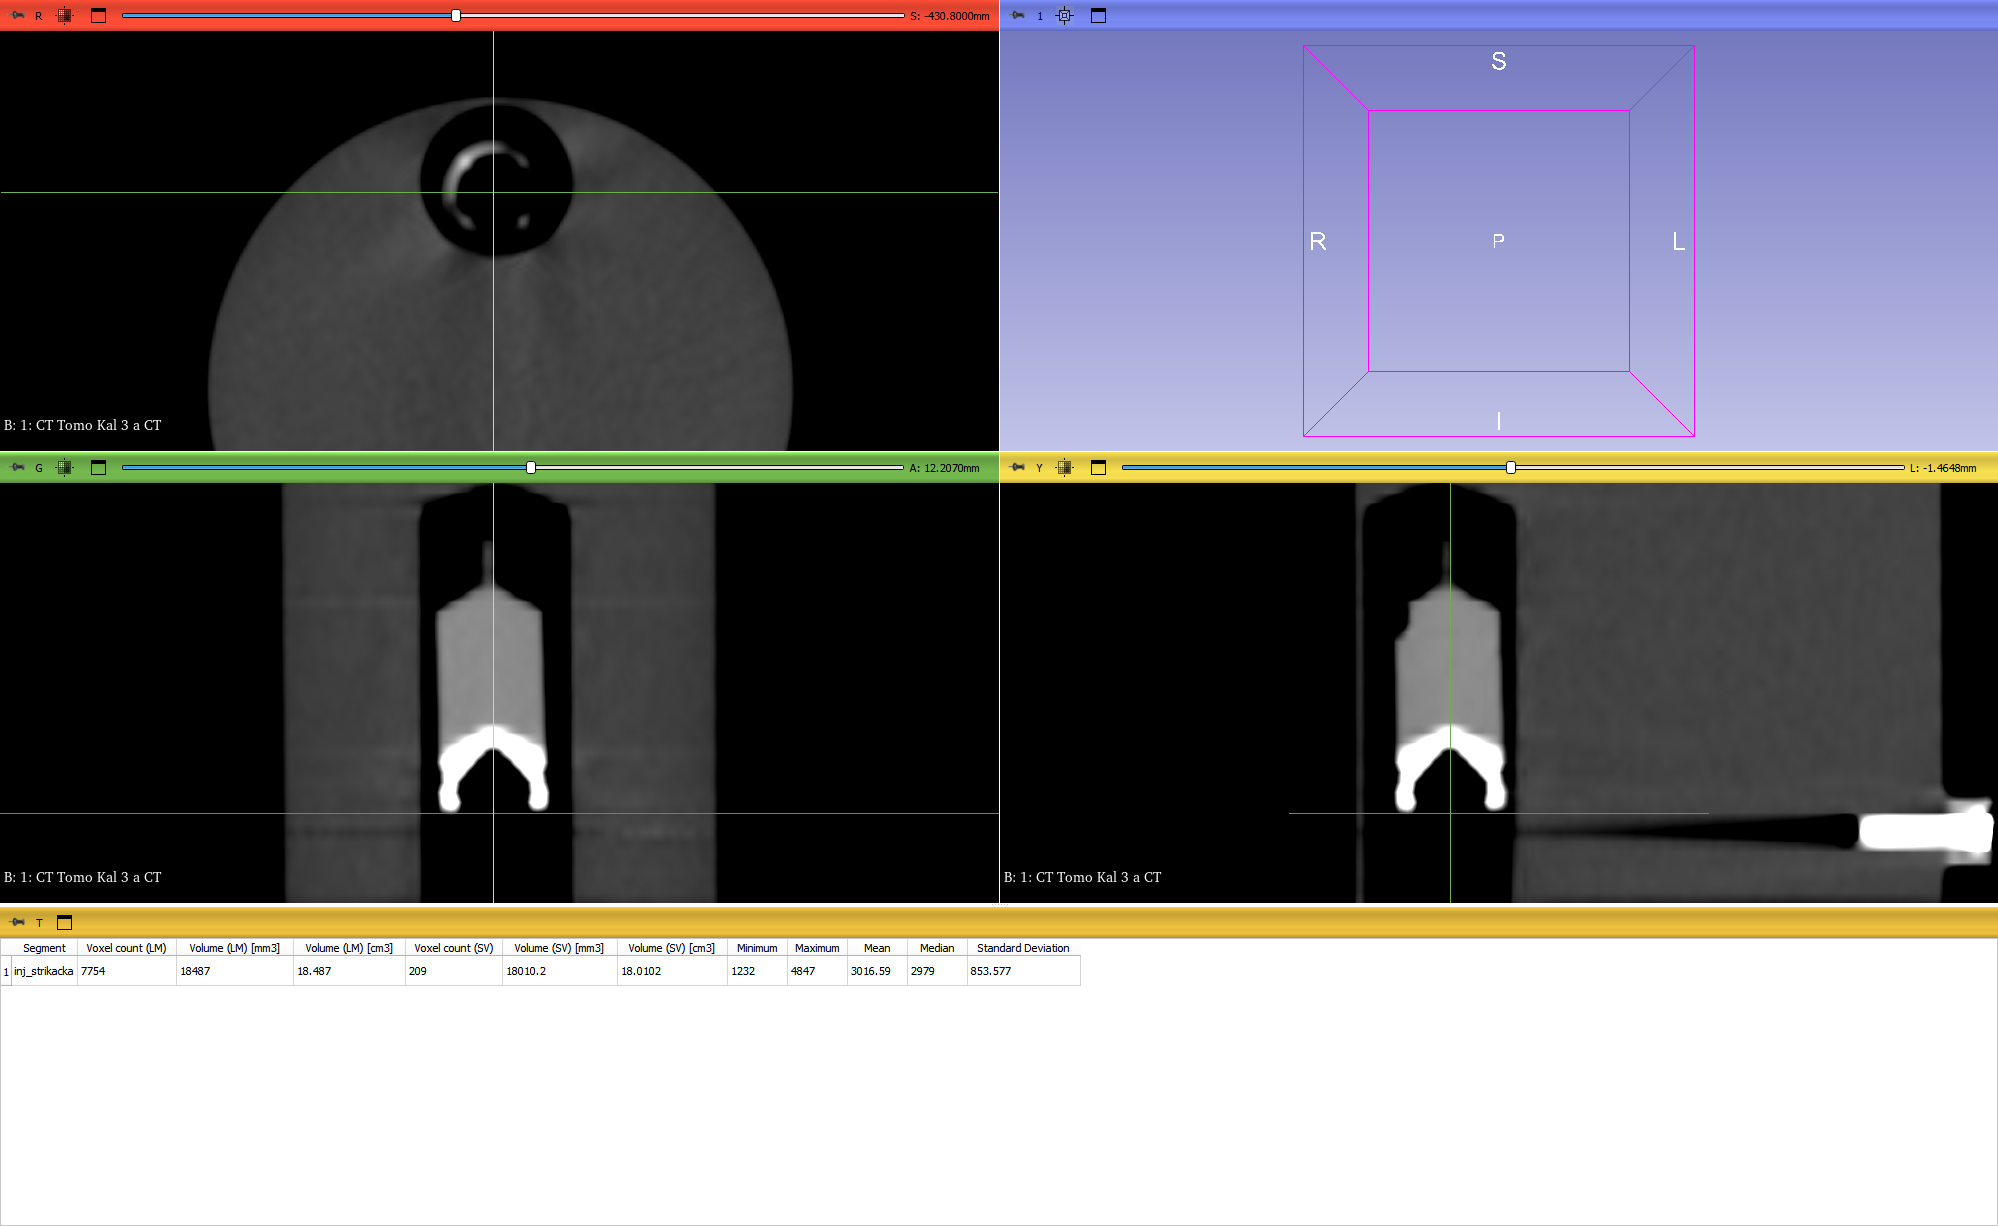 R S: -430.8000mm
B: 1: CT Tomo Kal 3 a CT
1
S
R P L
I
G A: 12.2070mm
B: 1: CT Tomo Kal 3 a CT
Y L: -1.4648mm
B: 1: CT Tomo Kal 3 a CT
T
Segment Voxel count (LM) Volume (LM) [mm3] Volume (LM) [cm3] Voxel count (SV) Volume (SV) [mm3] Volume (SV) [cm3] Minimum Maximum Mean Median Standard Deviation
1 inj_strikacka 7754 18487 18.487 209 18010.2 18.0102 1232 4847 3016.59 2979 853.577